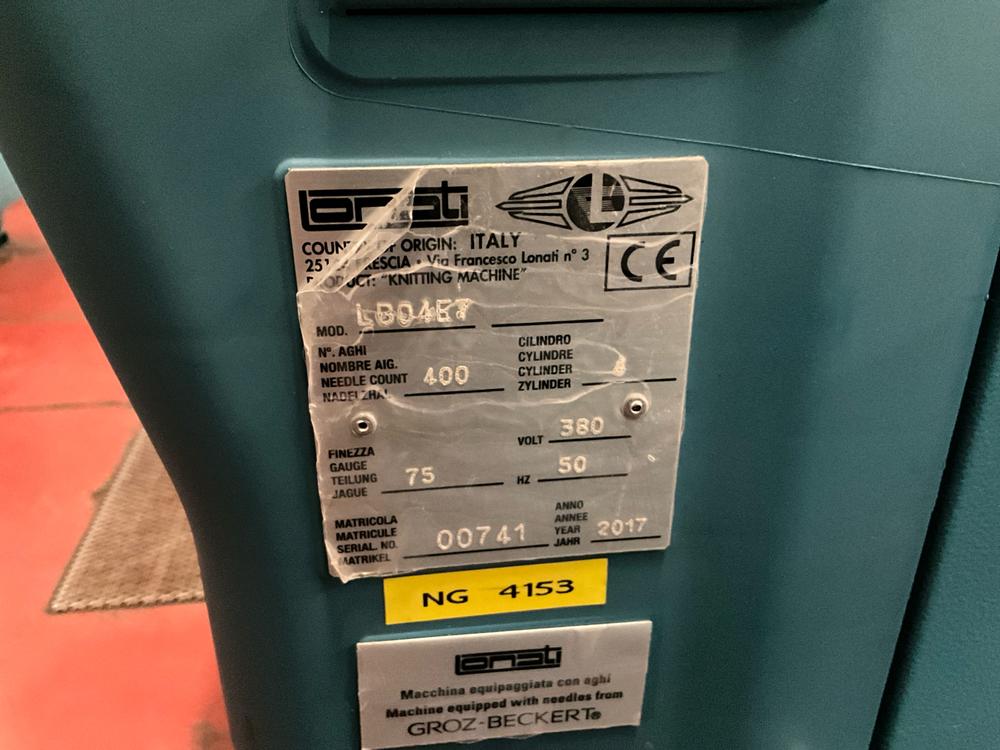 Lonati
L
COUNTRY OF ORIGIN: ITALY
BRESCIA • Via Francesco Lonati n° 3
PRODUCT: "KNITTING MACHINE"
CE
MOD.
N°. AGHI
NOMBRE AIG.
NEEDLE COUNT 400
NADELZHAL
CILINDRO
CYLINDRE
CYLINDER
ZYLINDER
VOLT 380
FINEZZA
GAUGE
TEILUNG 75
JAGUE
HZ 50
MATRICOLA
MATRICULE
SERIAL. NO. 00741
MATRIKEL
ANNO
ANNEE
YEAR 2017
JAHR
NG 4153
Lonati
Macchina equipaggiata con aghi
Machine equipped with needles from
GROZ-BECKERT®